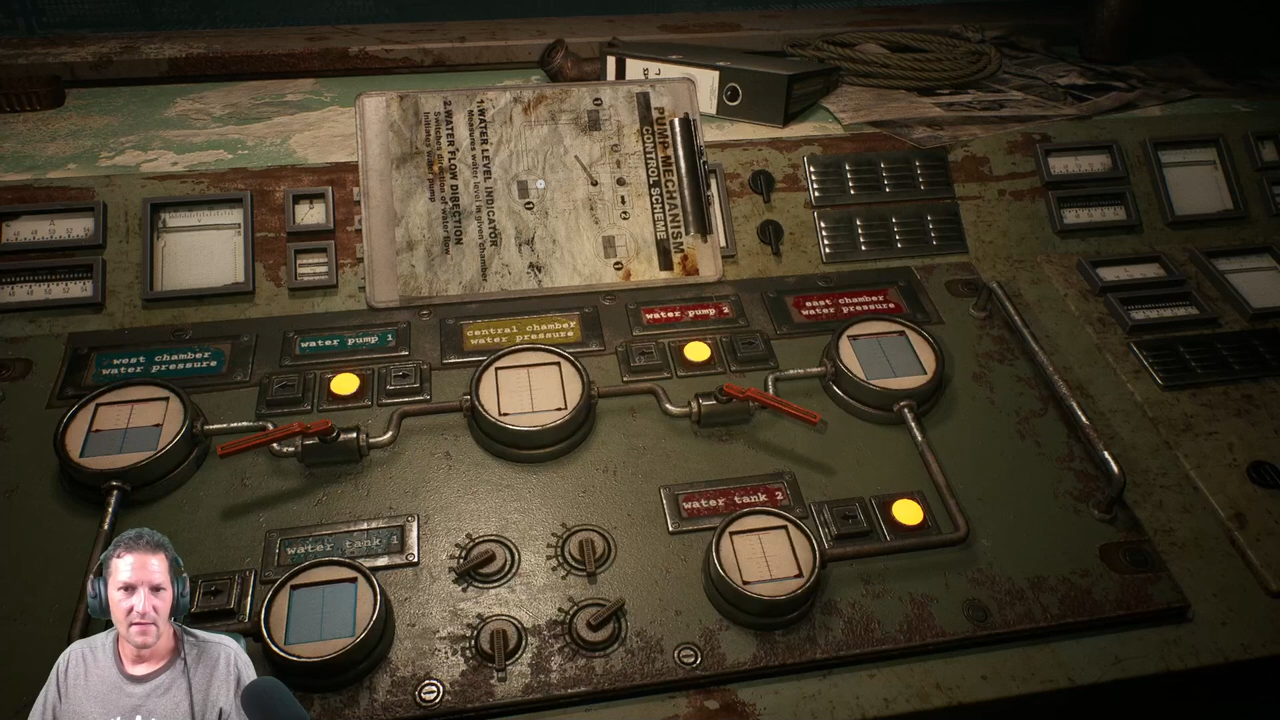 PUMP MECHANISM
CONTROL SCHEME
1.WATER LEVEL INDICATOR
Measures water level in given chamber
2.WATER FLOW DIRECTION
Switches direction of water flow
Initiates water pump
west chamber
water pressure
water pump 1
central chamber
water pressure
water pump 2
east chamber
water pressure
water tank 1
water tank 2